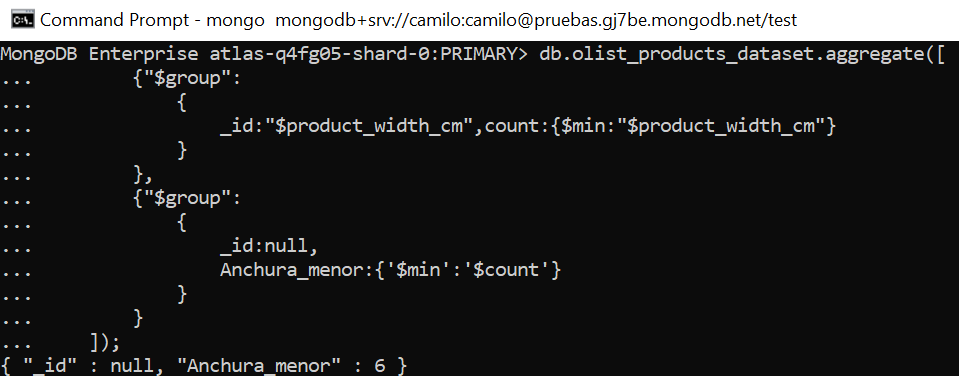 Command Prompt - mongo  mongodb+srv://camilo:camilo@pruebas.gj7be.mongodb.net/test
MongoDB Enterprise atlas-q4fg05-shard-0:PRIMARY> db.olist_products_dataset.aggregate([
...     {"$group":
...         {
...             _id:"$product_width_cm",count:{$min:"$product_width_cm"}
...         }
...     },
...     {"$group":
...         {
...             _id:null,
...             Anchura_menor:{'$min':'$count'}
...         }
...     }
... ]);
{ "_id" : null, "Anchura_menor" : 6 }